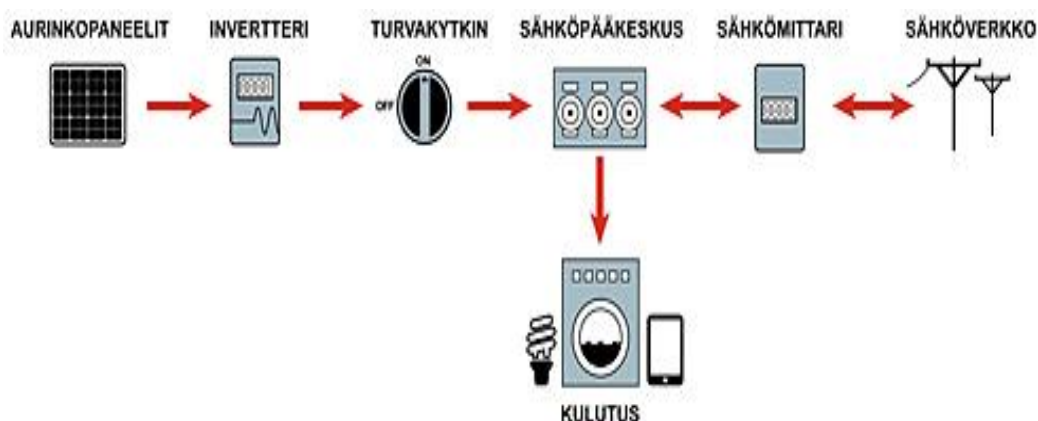 AURINKOPANEELIT
INVERTTERI
TURVAKYTKIN
SÄHKÖPÄÄKESKUS
SÄHKÖMITTARI
SÄHKÖVERKKO
ON
OFF
KULUTUS